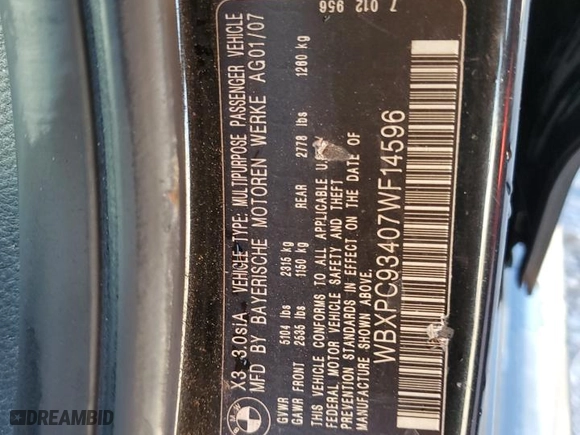 7 012 956
X3 3.0siA VEHICLE TYPE: MULTIPURPOSE PASSENGER VEHICLE
MFD BY BAYERISCHE MOTOREN WERKE AG01/07
GVWR 5104 lbs 2315 kg
GAWR FRONT 2535 lbs 1150 kg REAR 2778 lbs 1260 kg
THIS VEHICLE CONFORMS TO ALL APPLICABLE
FEDERAL MOTOR VEHICLE SAFETY AND THEFT
PREVENTION STANDARDS IN EFFECT ON THE DATE OF
MANUFACTURE SHOWN ABOVE.
WBXPC93407WF14596
DREAMBID